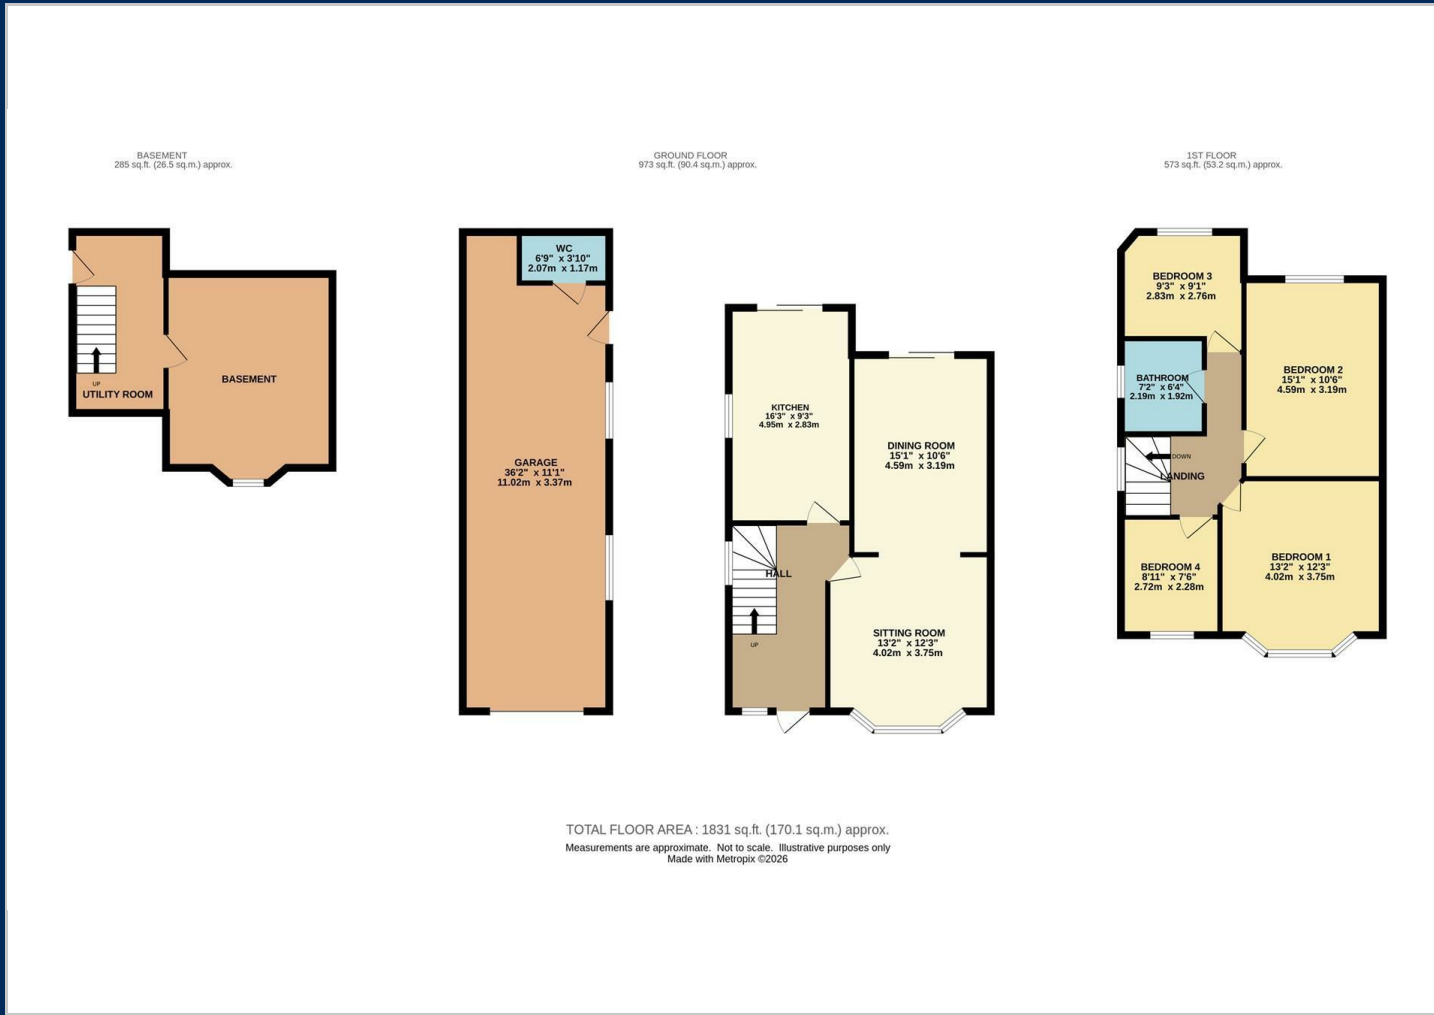 BASEMENT
285 sq.ft. (26.5 sq.m.) approx.
GROUND FLOOR
973 sq.ft. (90.4 sq.m.) approx.
1ST FLOOR
573 sq.ft. (53.2 sq.m.) approx.
UP
UTILITY ROOM
BASEMENT
WC
6'9" x 3'10"
2.07m x 1.17m
GARAGE
36'2" x 11'1"
11.02m x 3.37m
KITCHEN
16'3" x 9'3"
4.95m x 2.83m
DINING ROOM
15'1" x 10'6"
4.59m x 3.19m
HALL
UP
SITTING ROOM
13'2" x 12'3"
4.02m x 3.75m
BEDROOM 3
9'3" x 9'1"
2.83m x 2.76m
BATHROOM
7'2" x 6'4"
2.19m x 1.92m
BEDROOM 2
15'1" x 10'6"
4.59m x 3.19m
DOWN
LANDING
BEDROOM 4
8'11" x 7'6"
2.72m x 2.28m
BEDROOM 1
13'2" x 12'3"
4.02m x 3.75m
TOTAL FLOOR AREA : 1831 sq.ft. (170.1 sq.m.) approx.
Measurements are approximate. Not to scale. Illustrative purposes only
Made with Metropix ©2026